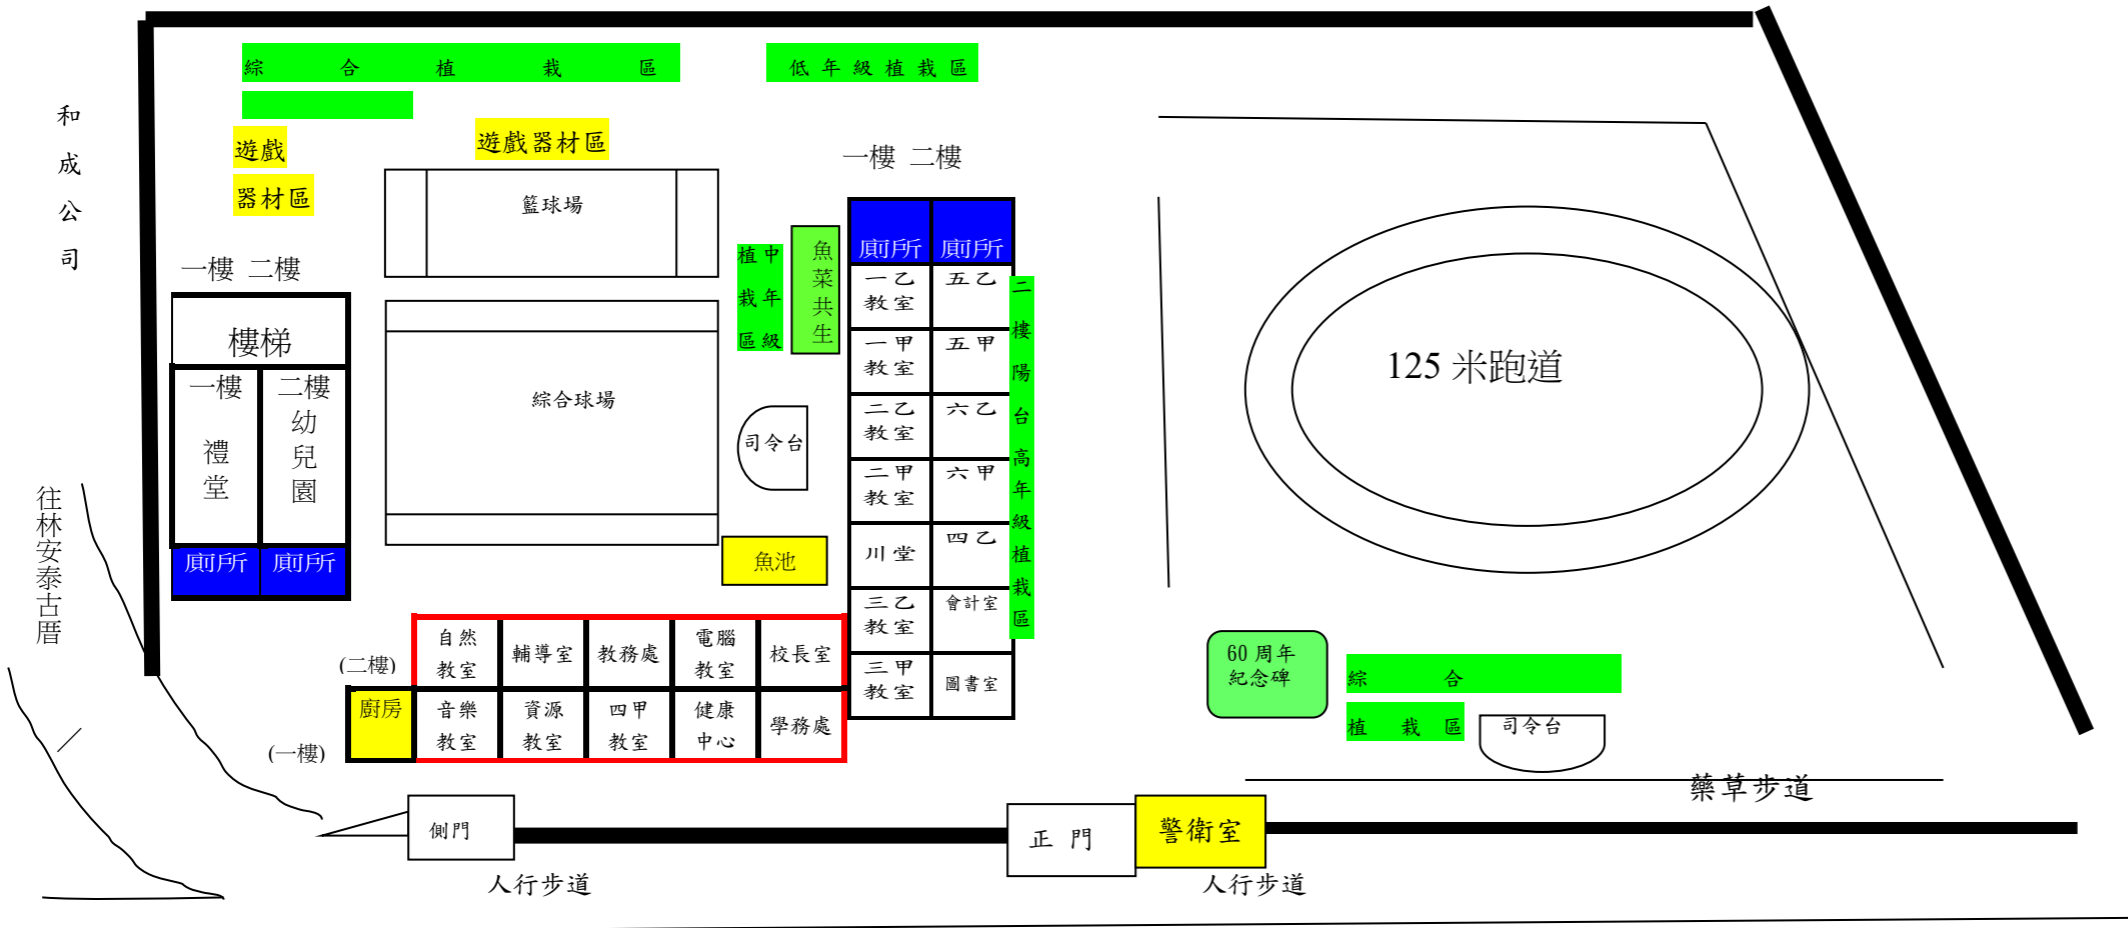 綜合植栽區
低年級植栽區
和成公司
遊戲
器材區
遊戲器材區
籃球場
一樓 二樓
樓梯
一樓
禮堂
二樓
幼兒園
廁所
廁所
綜合球場
中年級
植栽區
魚菜共生
司令台
魚池
一樓 二樓
廁所
廁所
一乙
教室
五乙
一甲
教室
五甲
二乙
教室
六乙
二甲
教室
六甲
川堂
四乙
三乙
教室
會計室
三甲
教室
圖書室
二樓陽台高年級植栽區
125 米跑道
往林安泰古厝
(二樓)
自然
教室
輔導室
教務處
電腦
教室
校長室
(一樓)
廚房
音樂
教室
資源
教室
四甲
教室
健康
中心
學務處
60 周年
紀念碑
綜合
植栽區
司令台
藥草步道
側門
正門
警衛室
人行步道
人行步道